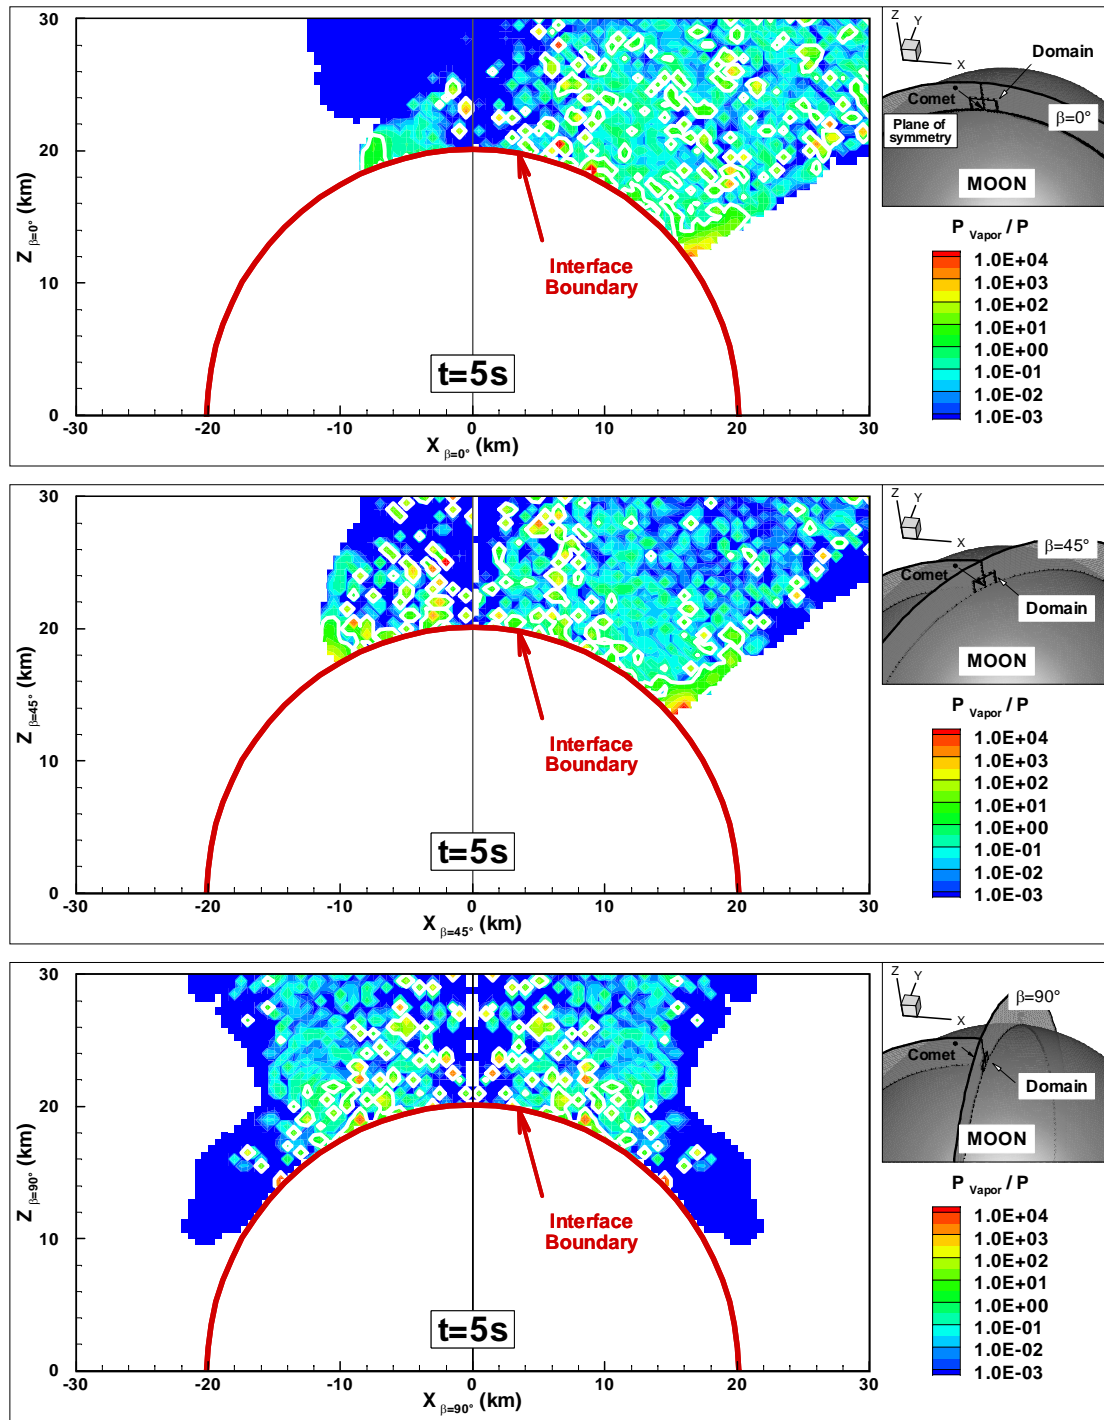 30
20
10
0
Z β=0° (km)
-30 -20 -10 0 10 20 30
X β=0° (km)
Interface
Boundary
t=5s
Z
Y
X
Domain
Comet
β=0°
Plane of
symmetry
MOON
P Vapor / P
1.0E+04
1.0E+03
1.0E+02
1.0E+01
1.0E+00
1.0E-01
1.0E-02
1.0E-03
30
20
10
0
Z β=45° (km)
-30 -20 -10 0 10 20 30
X β=45° (km)
Interface
Boundary
t=5s
Z
Y
X
β=45°
Comet
Domain
MOON
P Vapor / P
1.0E+04
1.0E+03
1.0E+02
1.0E+01
1.0E+00
1.0E-01
1.0E-02
1.0E-03
30
20
10
0
Z β=90° (km)
-30 -20 -10 0 10 20 30
X β=90° (km)
Interface
Boundary
t=5s
Z
Y
X
β=90°
Comet
Domain
MOON
P Vapor / P
1.0E+04
1.0E+03
1.0E+02
1.0E+01
1.0E+00
1.0E-01
1.0E-02
1.0E-03